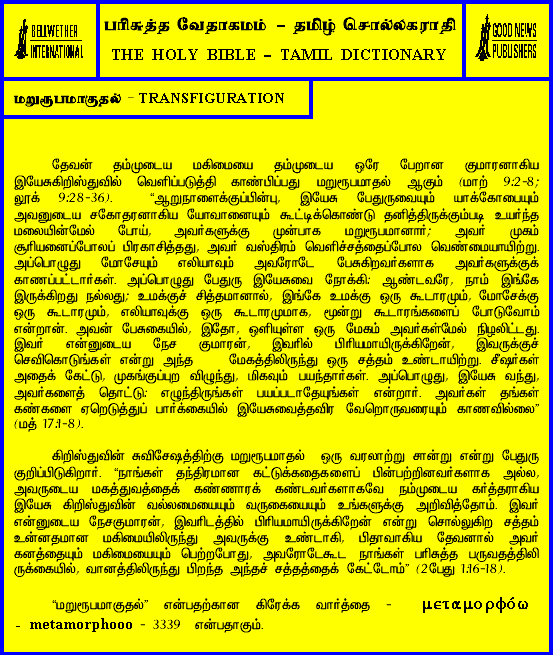 BELLWETHER
INTERNATIONAL
பரிசுத்த வேதாகமம் – தமிழ் சொல்லகராதி
THE HOLY BIBLE – TAMIL DICTIONARY
GOOD NEWS
PUBLISHERS
மறுரூபமாகுதல் – TRANSFIGURATION
தேவன் தம்முடைய மகிமையை தம்முடைய ஒரே பேறான குமாரனாகிய
இயேசுகிறிஸ்துவில் வெளிப்படுத்தி காண்பிப்பது மறுரூபமாதல் ஆகும் (மாற் 9:2-8;
லூக் 9:28-36). “ஆறுநாளைக்குப்பின்பு, இயேசு பேதுருவையும் யாக்கோபையும்
அவனுடைய சகோதரனாகிய யோவானையும் கூட்டிக்கொண்டு தனித்திருக்கும்படி உயர்ந்த
மலையின்மேல் போய், அவர்களுக்கு முன்பாக மறுரூபமானார்; அவர் முகம்
சூரியனைப்போலப் பிரகாசித்தது, அவர் வஸ்திரம் வெளிச்சத்தைப்போல வெண்மையாயிற்று.
அப்பொழுது மோசேயும் எலியாவும் அவரோடே பேசுகிறவர்களாக அவர்களுக்குக்
காணப்பட்டார்கள். அப்பொழுது பேதுரு இயேசுவை நோக்கி: ஆண்டவரே, நாம் இங்கே
இருக்கிறது நல்லது; உமக்குச் சித்தமானால், இங்கே உமக்கு ஒரு கூடாரமும், மோசேக்கு
ஒரு கூடாரமும், எலியாவுக்கு ஒரு கூடாரமுமாக, மூன்று கூடாரங்களைப் போடுவோம்
என்றான். அவன் பேசுகையில், இதோ, ஒளியுள்ள ஒரு மேகம் அவர்கள்மேல் நிழலிட்டது.
இவர் என்னுடைய நேச குமாரன், இவரில் பிரியமாயிருக்கிறேன், இவருக்குச்
செவிகொடுங்கள் என்று அந்த மேகத்திலிருந்து ஒரு சத்தம் உண்டாயிற்று. சீஷர்கள்
அதைக் கேட்டு, முகங்குப்புற விழுந்து, மிகவும் பயந்தார்கள். அப்பொழுது, இயேசு வந்து,
அவர்களைத் தொட்டு: எழுந்திருங்கள் பயப்படாதேயுங்கள் என்றார். அவர்கள் தங்கள்
கண்களை ஏறெடுத்துப் பார்க்கையில் இயேசுவைத்தவிர வேறொருவரையும் காணவில்லை”
(மத் 17:1-8).
கிறிஸ்துவின் சுவிசேஷத்திற்கு மறுரூபமாதல் ஒரு வரலாற்று சான்று என்று பேதுரு
குறிப்பிடுகிறார். “நாங்கள் தந்திரமான கட்டுக்கதைகளைப் பின்பற்றினவர்களாக அல்ல,
அவருடைய மகத்துவத்தைக் கண்ணாரக் கண்டவர்களாகவே நம்முடைய கர்த்தராகிய
இயேசு கிறிஸ்துவின் வல்லமையையும் வருகையையும் உங்களுக்கு அறிவித்தோம். இவர்
என்னுடைய நேசகுமாரன், இவரிடத்தில் பிரியமாயிருக்கிறேன் என்று சொல்லுகிற சத்தம்
உன்னதமான மகிமையிலிருந்து அவருக்கு உண்டாகி, பிதாவாகிய தேவனால் அவர்
கனத்தையும் மகிமையையும் பெற்றபோது, அவரோடேகூட நாங்கள் பரிசுத்த பருவதத்திலி
ருக்கையில், வானத்திலிருந்து பிறந்த அந்தச் சத்தத்தைக் கேட்டோம்” (2பேது 1:16-18).
“மறுரூபமாகுதல்” என்பதற்கான கிரேக்க வார்த்தை - μεταμορφόω
- metamorphooo - 3339 என்பதாகும்.